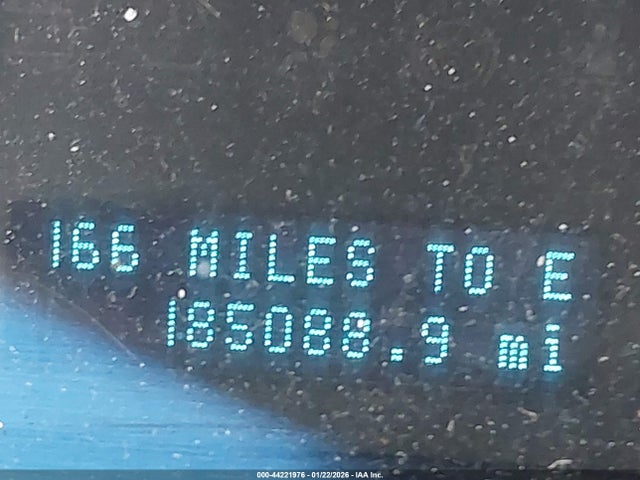 166 MILES TO E
185088.9 mi
000-44221976 - 01/22/2026 - IAA Inc.